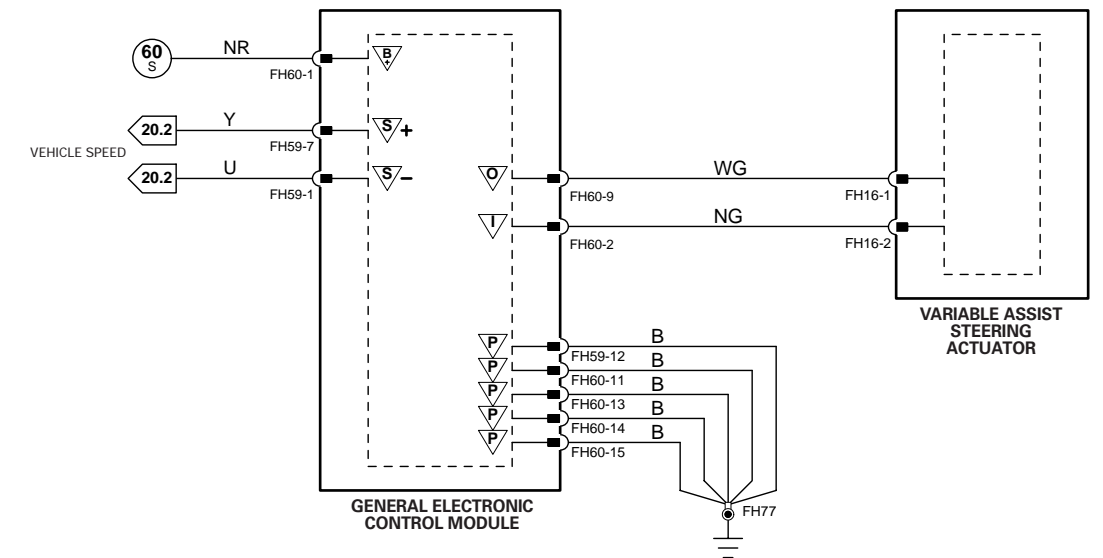 60
S
NR
FH60-1
B
+
20.2
Y
FH59-7
S
+
VEHICLE SPEED
20.2
U
FH59-1
S
–
O
FH60-9
WG
FH16-1
I
FH60-2
NG
FH16-2
VARIABLE ASSIST
STEERING
ACTUATOR
P
B
FH59-12
P
B
FH60-11
P
B
FH60-13
P
B
FH60-14
P
B
FH60-15
FH77
GENERAL ELECTRONIC
CONTROL MODULE